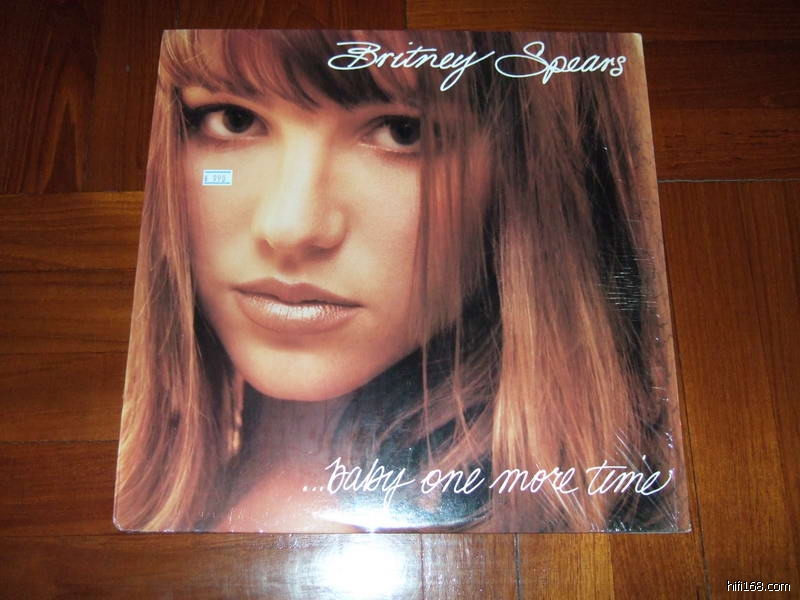 Britney Spears
...baby one more time
hifi168.com